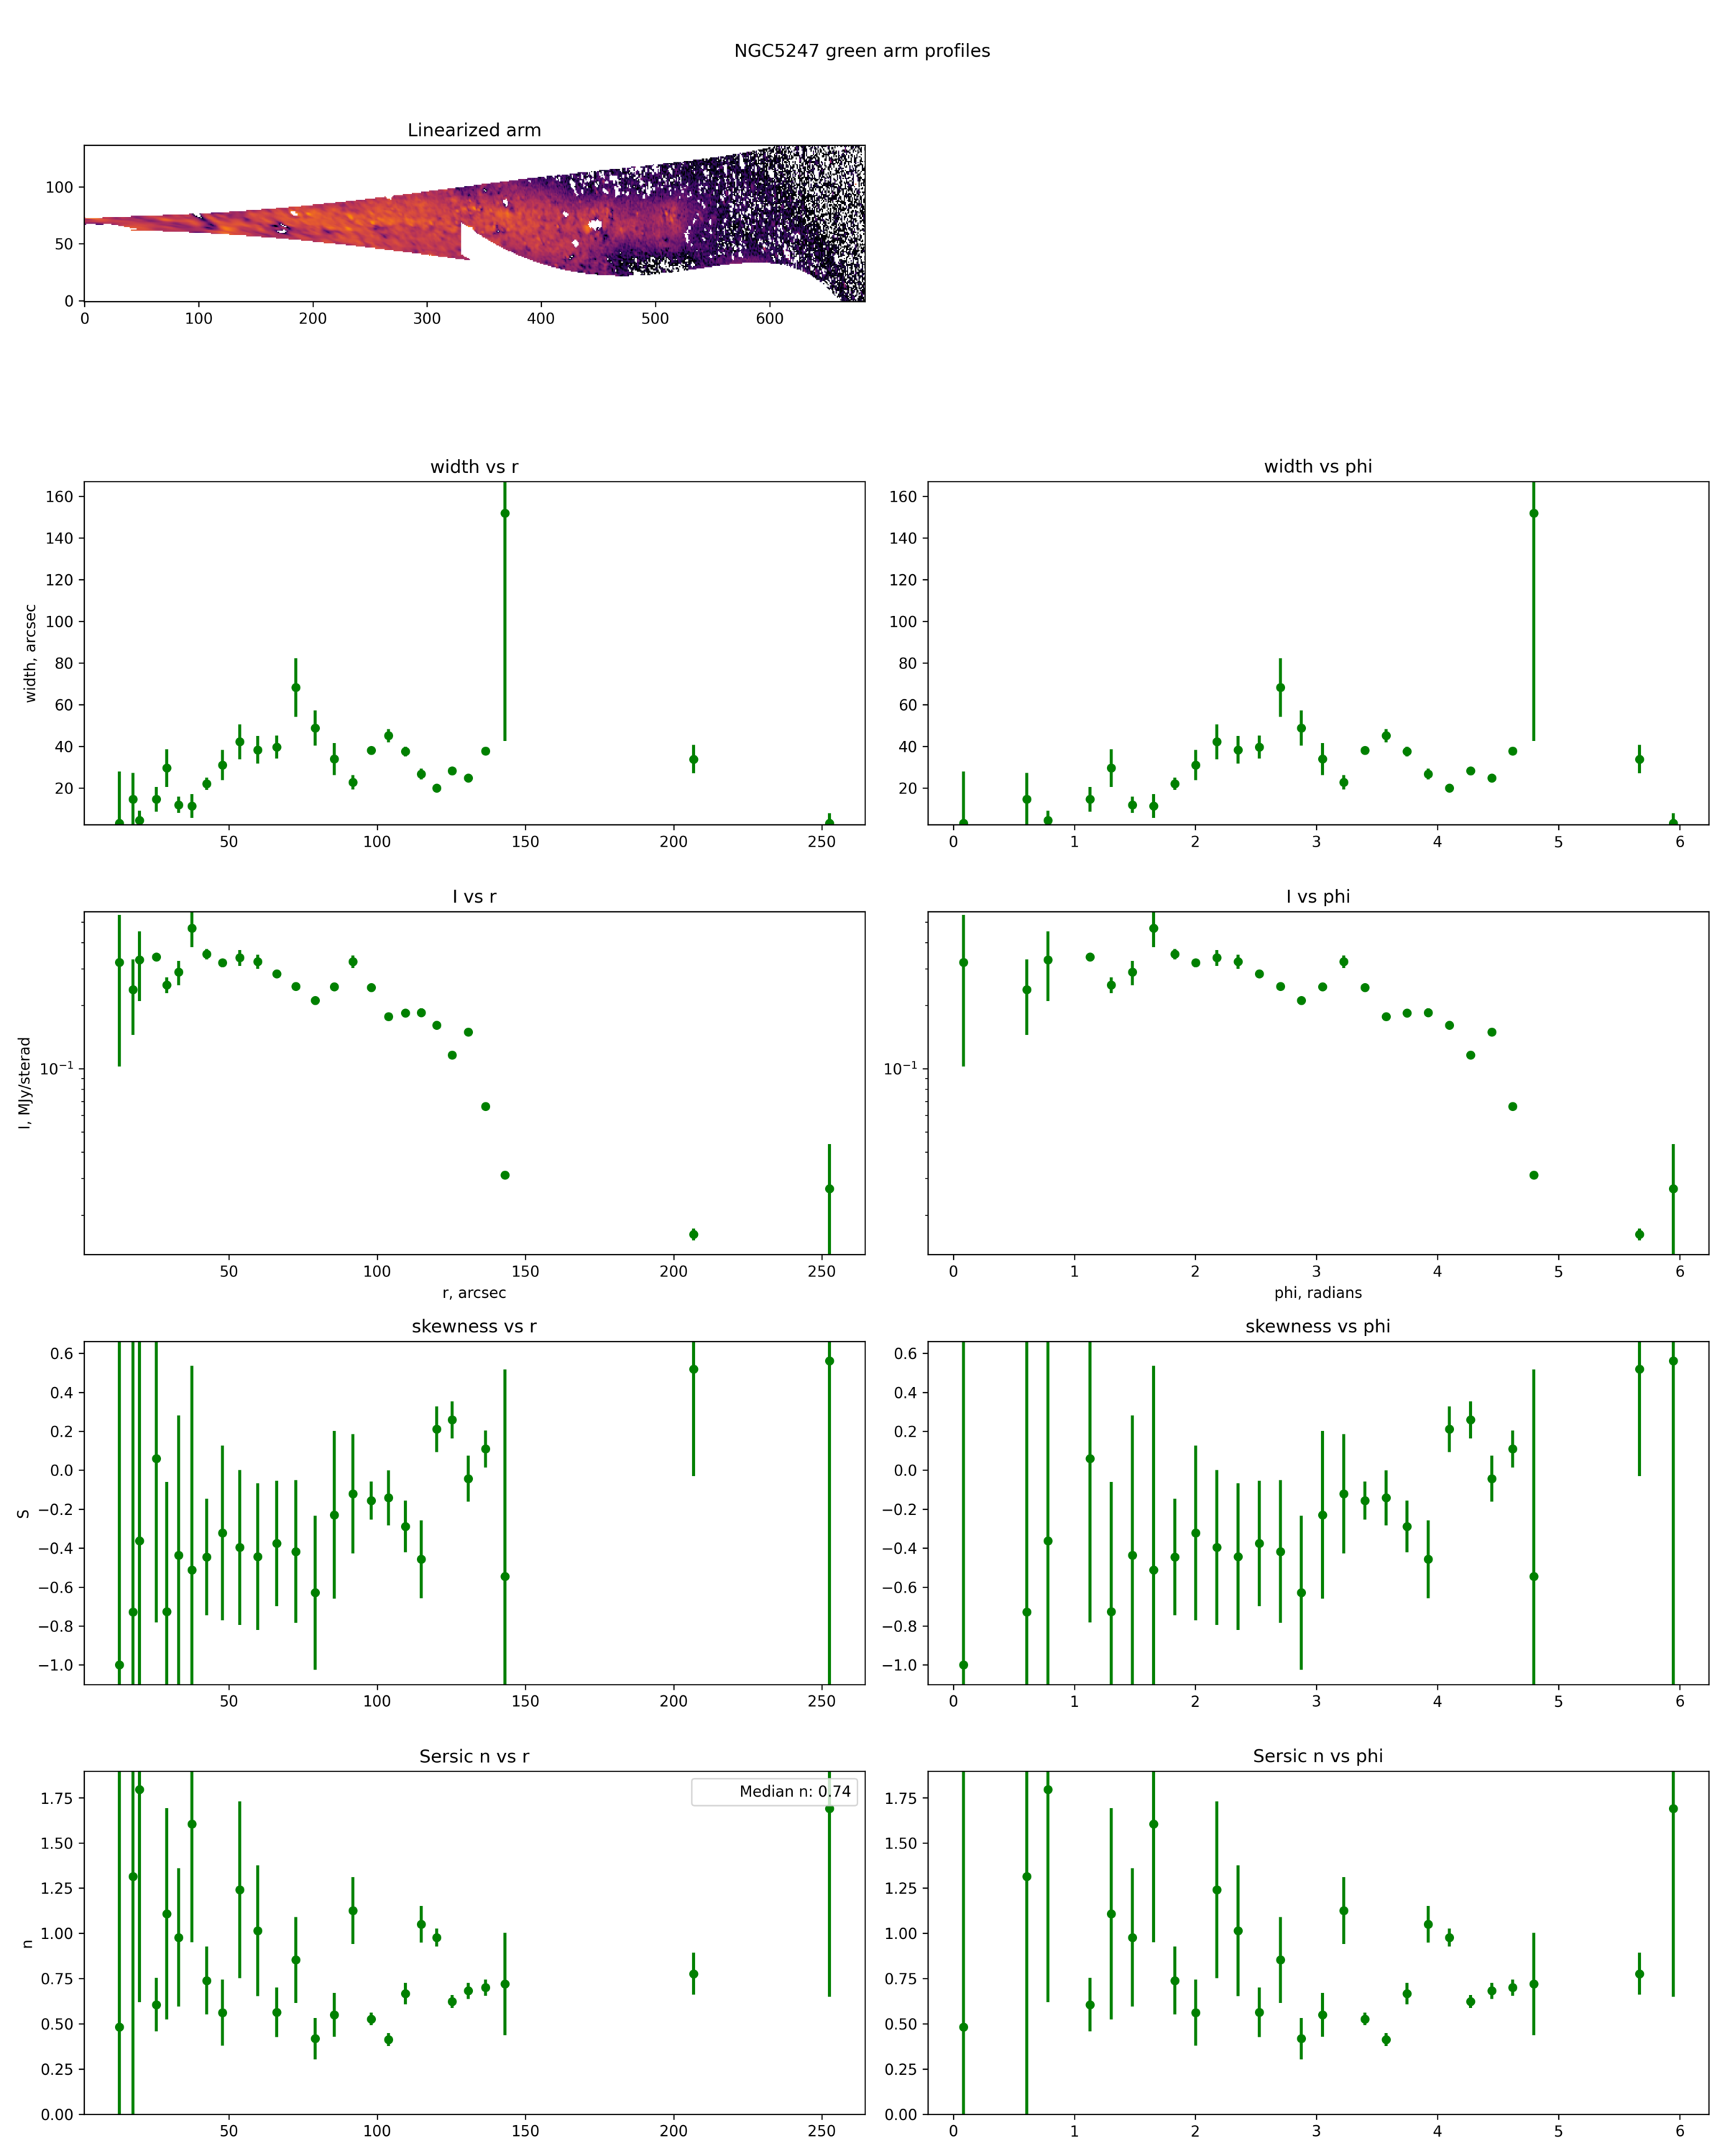 NGC5247 green arm profiles
Linearized arm
100
50
0
0 100 200 300 400 500 600
width vs r
width vs phi
width, arcsec
160
140
120
100
80
60
40
20
50 100 150 200 250
160
140
120
100
80
60
40
20
0 1 2 3 4 5 6
I vs r
I vs phi
I, MJy/sterad
10⁻¹
50 100 150 200 250
r, arcsec
10⁻¹
0 1 2 3 4 5 6
phi, radians
skewness vs r
skewness vs phi
S
0.6
0.4
0.2
0.0
−0.2
−0.4
−0.6
−0.8
−1.0
50 100 150 200 250
0.6
0.4
0.2
0.0
−0.2
−0.4
−0.6
−0.8
−1.0
0 1 2 3 4 5 6
Sersic n vs r
Sersic n vs phi
n
Median n: 0.74
1.75
1.50
1.25
1.00
0.75
0.50
0.25
0.00
50 100 150 200 250
1.75
1.50
1.25
1.00
0.75
0.50
0.25
0.00
0 1 2 3 4 5 6